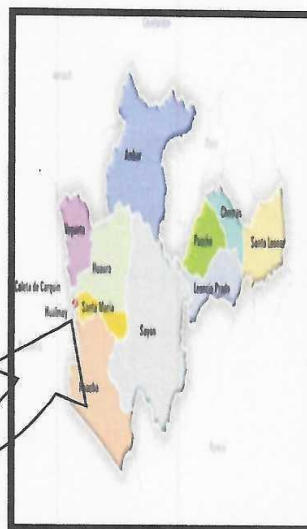 Ambar
Checras
Vegueta
Paccho
Santa Leonor
Huaura
Caleta de Carquin
Leoncio Prado
Santa Maria
Hualmay
Sayan
Huacho